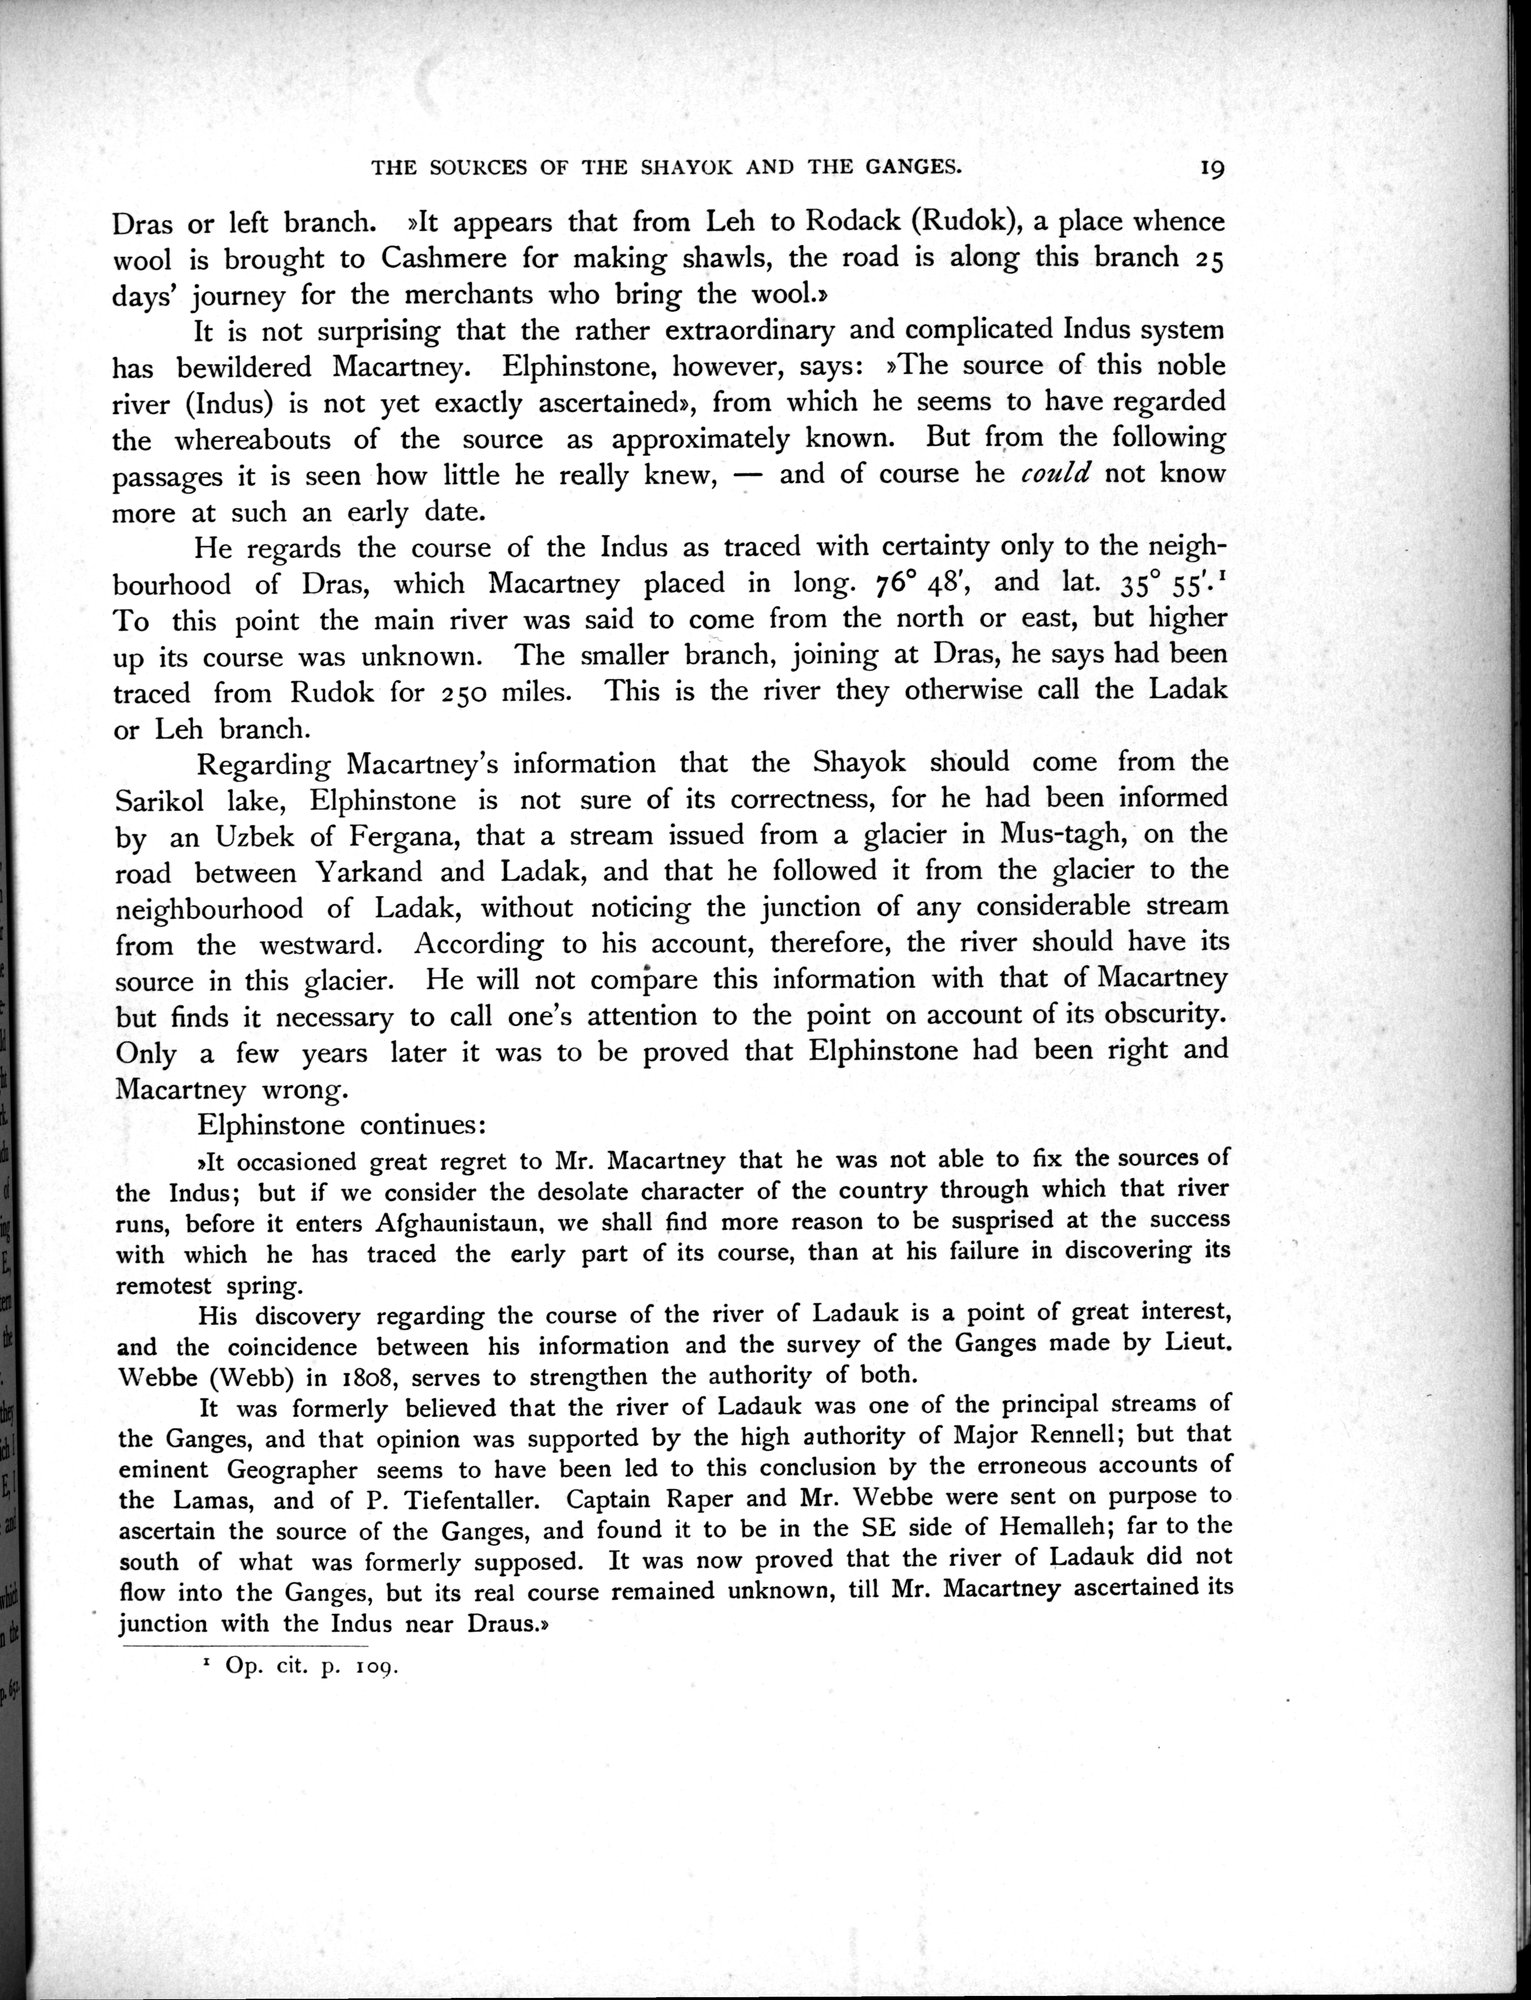 THE SOURCES OF THE SHAYOK AND THE GANGES. 19
Dras or left branch. »It appears that from Leh to Rodack (Rudok), a place whence
wool is brought to Cashmere for making shawls, the road is along this branch 25
days' journey for the merchants who bring the wool.»
It is not surprising that the rather extraordinary and complicated Indus system
has bewildered Macartney. Elphinstone, however, says: »The source of this noble
river (Indus) is not yet exactly ascertained», from which he seems to have regarded
the whereabouts of the source as approximately known. But from the following
passages it is seen how little he really knew, — and of course he could not know
more at such an early date.
He regards the course of the Indus as traced with certainty only to the neigh-
bourhood of Dras, which Macartney placed in long. 76° 48', and lat. 35° 55'.¹
To this point the main river was said to come from the north or east, but higher
up its course was unknown. The smaller branch, joining at Dras, he says had been
traced from Rudok for 250 miles. This is the river they otherwise call the Ladak
or Leh branch.
Regarding Macartney's information that the Shayok should come from the
Sarikol lake, Elphinstone is not sure of its correctness, for he had been informed
by an Uzbek of Fergana, that a stream issued from a glacier in Mus-tagh, on the
road between Yarkand and Ladak, and that he followed it from the glacier to the
neighbourhood of Ladak, without noticing the junction of any considerable stream
from the westward. According to his account, therefore, the river should have its
source in this glacier. He will not compare this information with that of Macartney
but finds it necessary to call one's attention to the point on account of its obscurity.
Only a few years later it was to be proved that Elphinstone had been right and
Macartney wrong.
Elphinstone continues:
»It occasioned great regret to Mr. Macartney that he was not able to fix the sources of
the Indus; but if we consider the desolate character of the country through which that river
runs, before it enters Afghaunistaun, we shall find more reason to be susprised at the success
with which he has traced the early part of its course, than at his failure in discovering its
remotest spring.
His discovery regarding the course of the river of Ladauk is a point of great interest,
and the coincidence between his information and the survey of the Ganges made by Lieut.
Webbe (Webb) in 1808, serves to strengthen the authority of both.
It was formerly believed that the river of Ladauk was one of the principal streams of
the Ganges, and that opinion was supported by the high authority of Major Rennell; but that
eminent Geographer seems to have been led to this conclusion by the erroneous accounts of
the Lamas, and of P. Tiefentaller. Captain Raper and Mr. Webbe were sent on purpose to
ascertain the source of the Ganges, and found it to be in the SE side of Hemalleh; far to the
south of what was formerly supposed. It was now proved that the river of Ladauk did not
flow into the Ganges, but its real course remained unknown, till Mr. Macartney ascertained its
junction with the Indus near Draus.»
¹ Op. cit. p. 109.